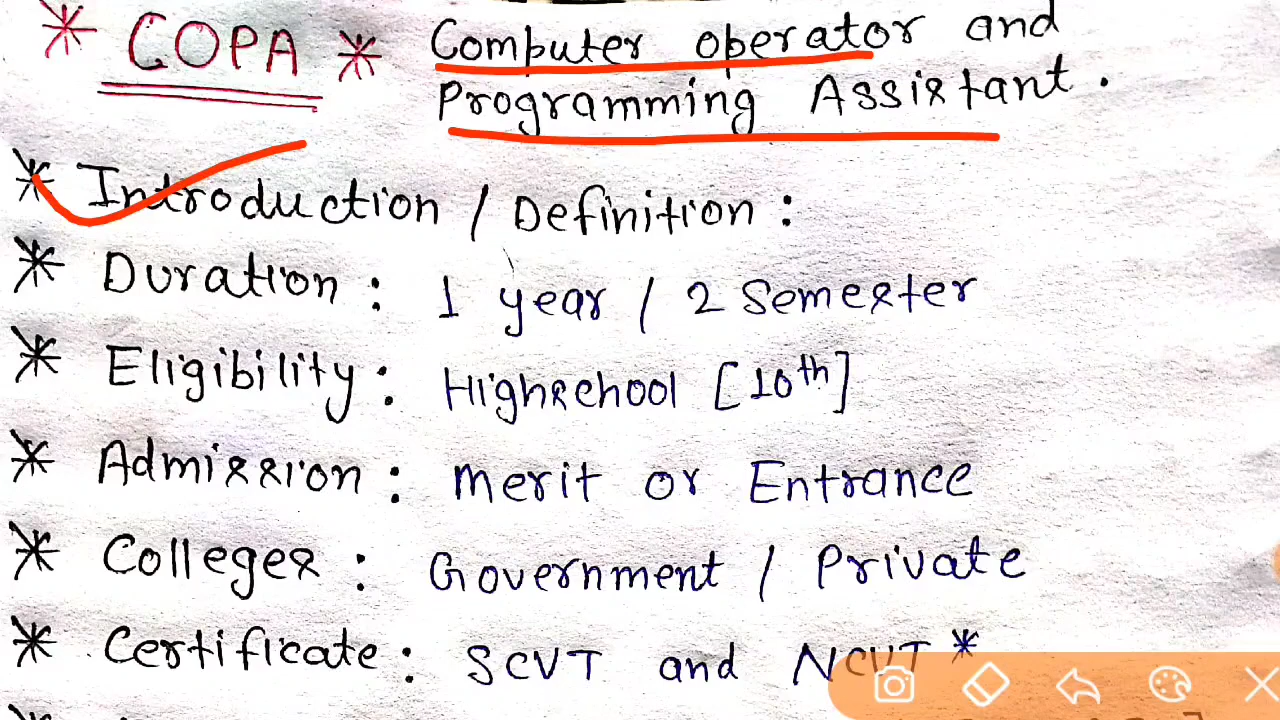 * COPA * Computer operator and
Programming Assistant.
* Introduction / Definition :
* Duration : 1 year / 2 Semester
* Eligibility : Highschool [10th]
* Admission : merit or Entrance
* Colleges : Government / Private
* Certificate : SCVT and NCVT *